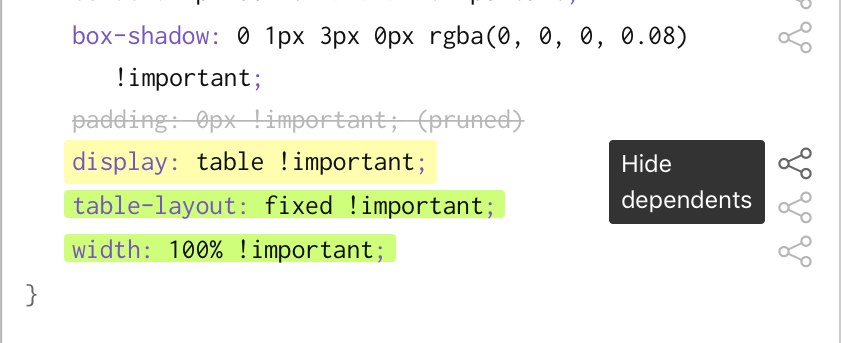 box-shadow: 0 1px 3px 0px rgba(0, 0, 0, 0.08)
!important;
padding: 0px !important; (pruned)
display: table !important;
Hide
dependents
table-layout: fixed !important;
width: 100% !important;
}